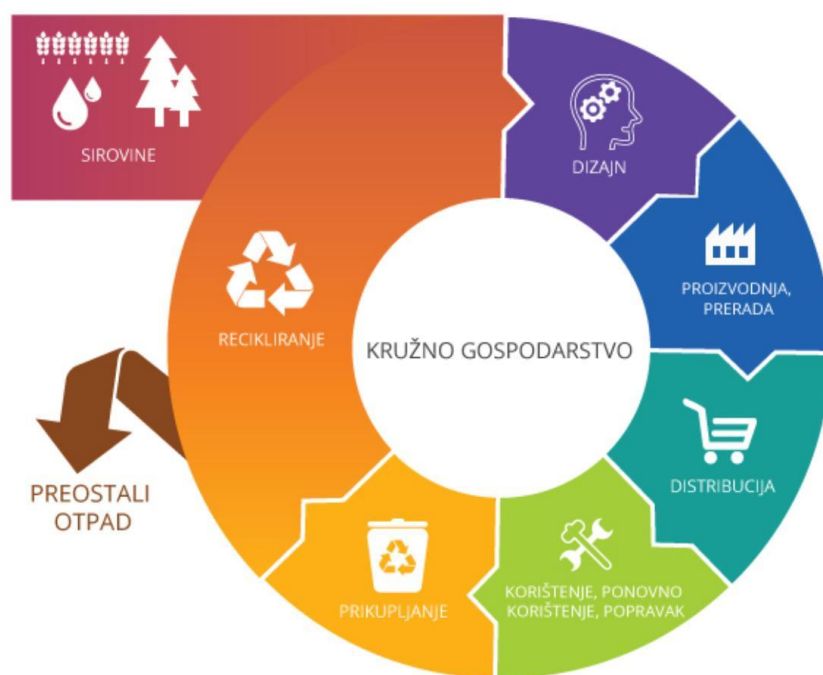 SIROVINE
DIZAJN
PROIZVODNJA,
PRERADA
RECIKLIRANJE
KRUŽNO GOSPODARSTVO
DISTRIBUCIJA
PREOSTALI
OTPAD
KORIŠTENJE, PONOVNO
KORIŠTENJE, POPRAVAK
PRIKUPLJANJE